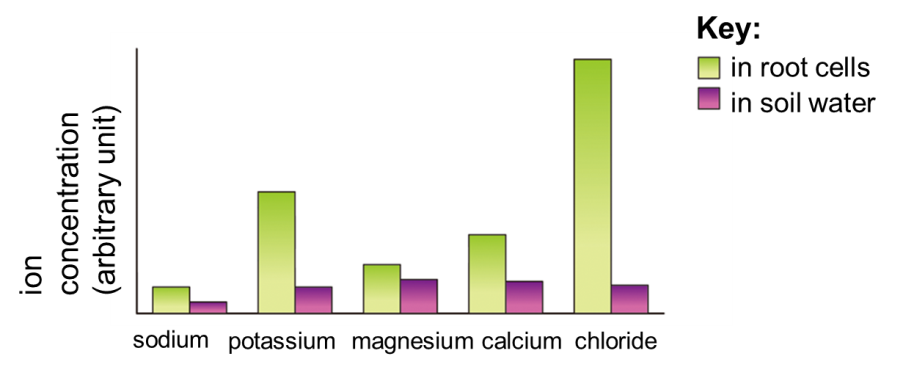 Key:
in root cells
in soil water
ion
concentration
(arbitrary unit)
sodium potassium magnesium calcium chloride